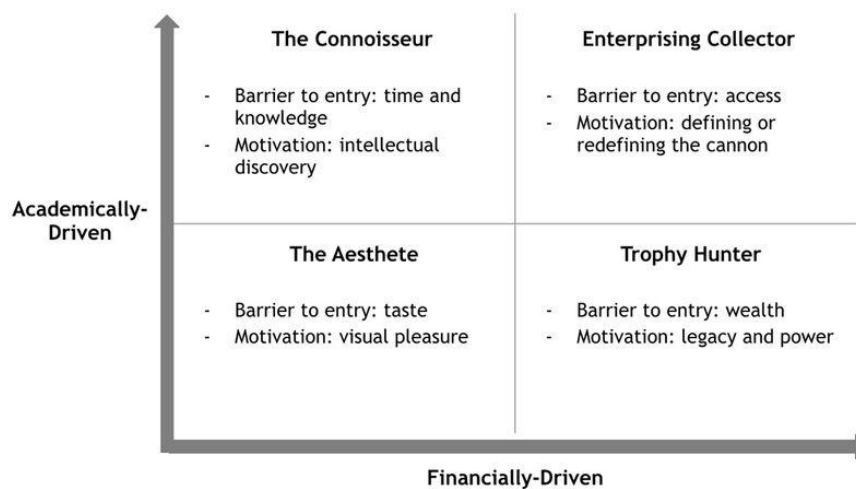 The Connoisseur
- Barrier to entry: time and
knowledge
- Motivation: intellectual
discovery
Enterprising Collector
- Barrier to entry: access
- Motivation: defining or
redefining the cannon
Academically-
Driven
The Aesthete
- Barrier to entry: taste
- Motivation: visual pleasure
Trophy Hunter
- Barrier to entry: wealth
- Motivation: legacy and power
Financially-Driven